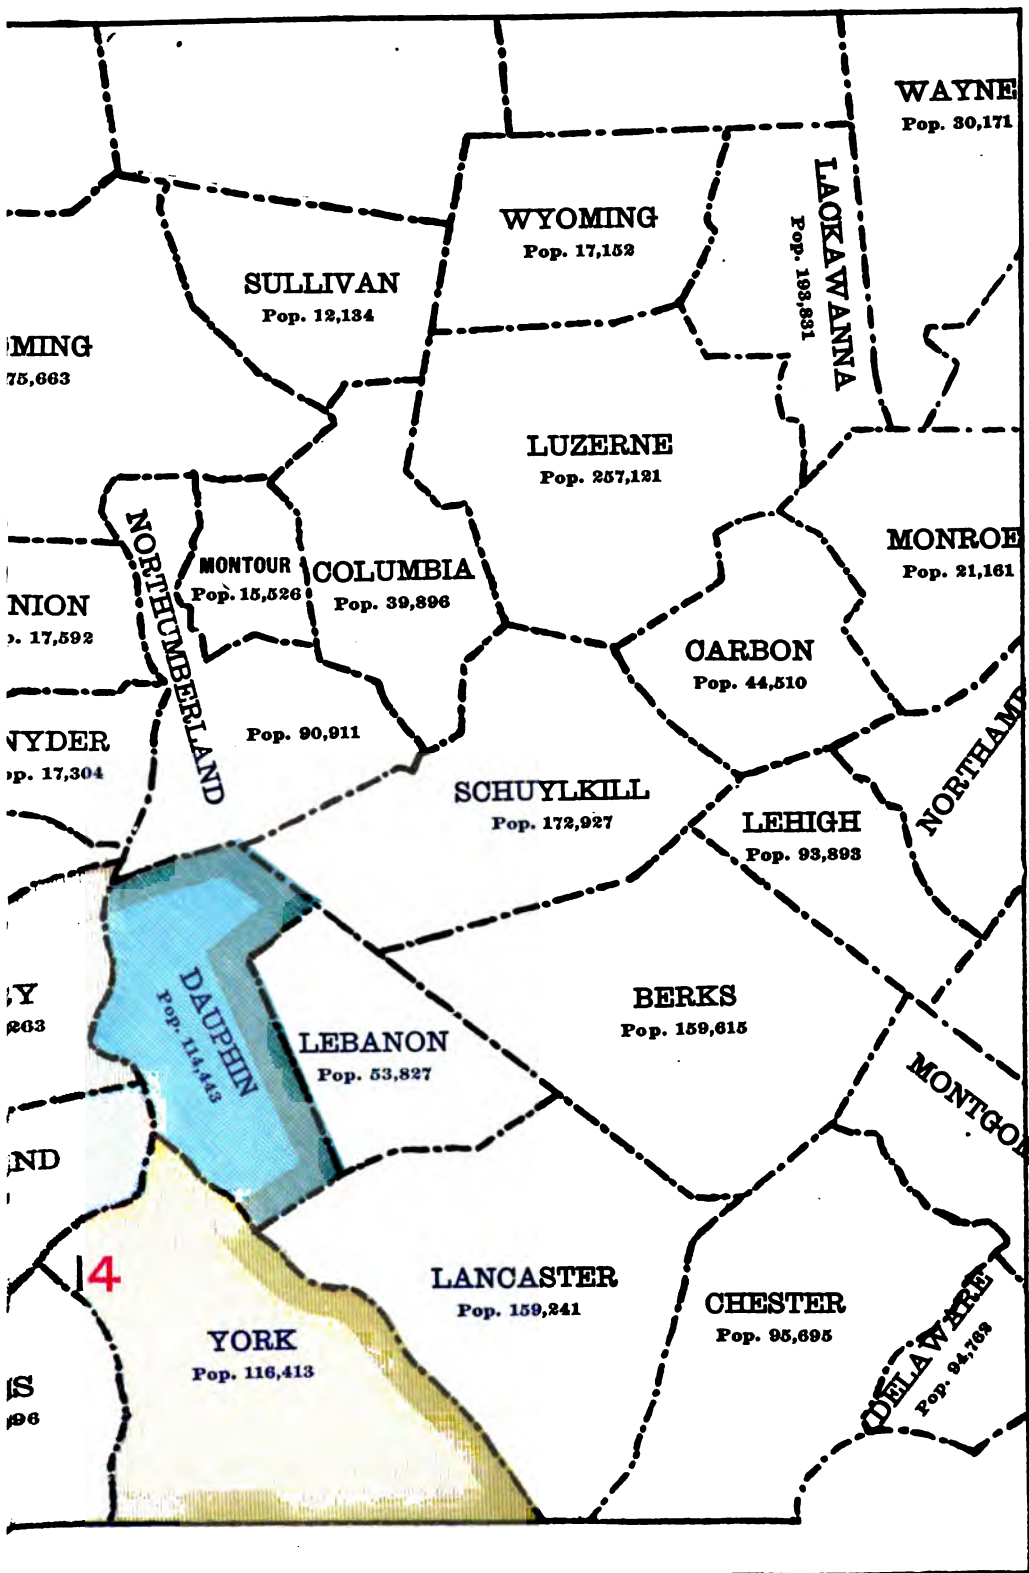 WAYNE
Pop. 30,171
LACKAWANNA
Pop. 193,831
WYOMING
Pop. 17,152
SULLIVAN
Pop. 12,134
MING
75,663
LUZERNE
Pop. 257,121
MONROE
Pop. 21,161
NORTHUMBERLAND
Pop. 90,911
MONTOUR
Pop. 15,526
COLUMBIA
Pop. 39,896
NION
p. 17,592
CARBON
Pop. 44,510
NYDER
op. 17,304
NORTHAMP
SCHUYLKILL
Pop. 172,927
LEHIGH
Pop. 93,893
DAUPHIN
Pop. 114,443
Y
263
LEBANON
Pop. 53,827
BERKS
Pop. 159,615
MONTGO
ND
14
LANCASTER
Pop. 159,241
CHESTER
Pop. 95,695
DELAWARE
Pop. 94,762
YORK
Pop. 116,413
S
96